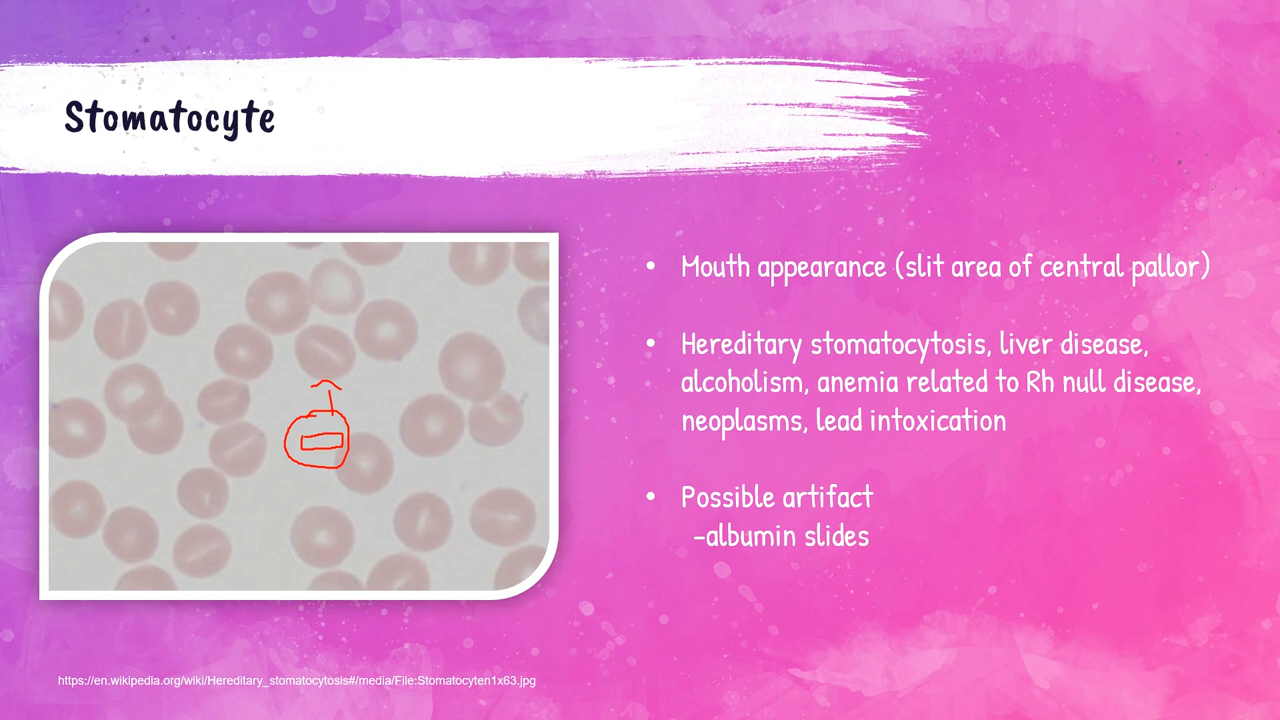 Stomatocyte
• Mouth appearance (slit area of central pallor)
• Hereditary stomatocytosis, liver disease,
alcoholism, anemia related to Rh null disease,
neoplasms, lead intoxication
• Possible artifact
-albumin slides
https://en.wikipedia.org/wiki/Hereditary_stomatocytosis#/media/File:Stomatocyten1x63.jpg